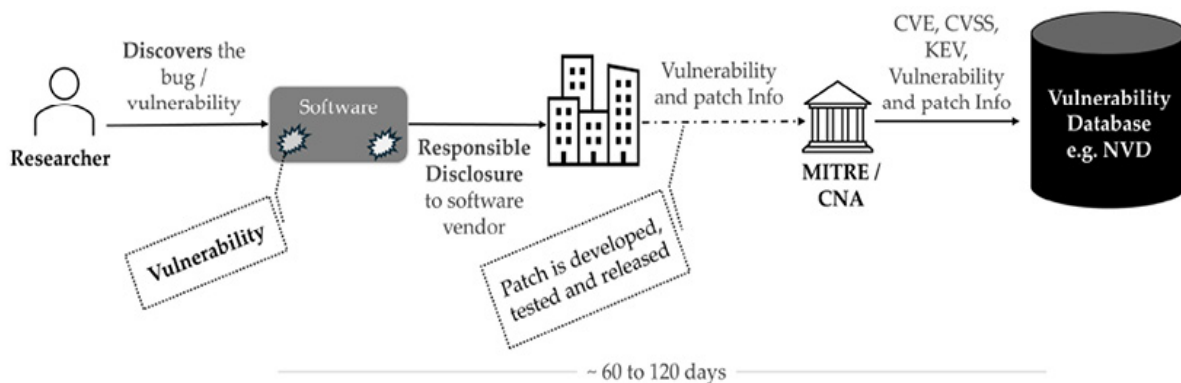 Discovers the
bug /
vulnerability
Researcher
Software
Vulnerability
Responsible
Disclosure
to software
vendor
Vulnerability
and patch Info
Patch is developed,
tested and released
MITRE /
CNA
CVE, CVSS,
KEV,
Vulnerability
and patch Info
Vulnerability
Database
e.g. NVD
~ 60 to 120 days